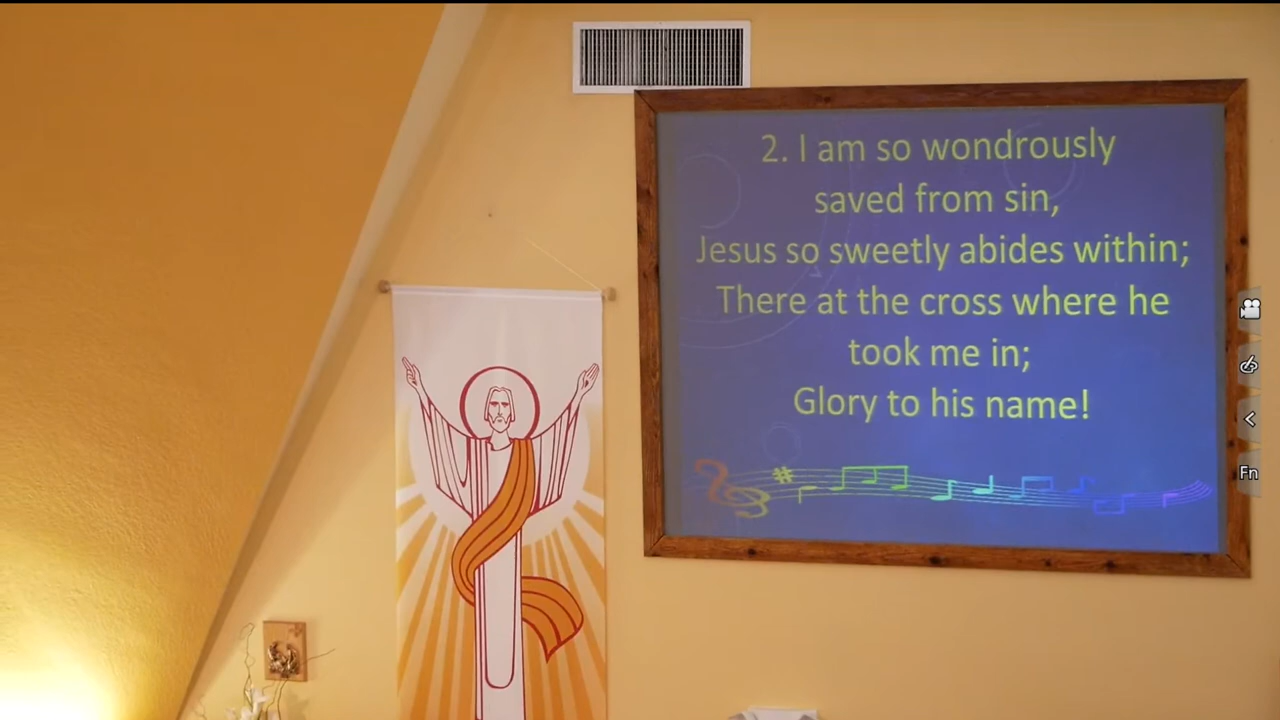 2. I am so wondrously
saved from sin,
Jesus so sweetly abides within;
There at the cross where he
took me in;
Glory to his name!
Fn